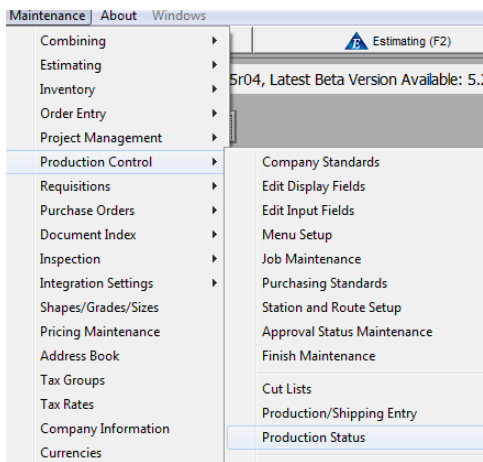 Maintenance About Windows
Combining
Estimating
Inventory
Order Entry
Project Management
Production Control
Requisitions
Purchase Orders
Document Index
Inspection
Integration Settings
Shapes/Grades/Sizes
Pricing Maintenance
Address Book
Tax Groups
Tax Rates
Company Information
Currencies
E Estimating (F2)
5r04, Latest Beta Version Available: 5.2
Company Standards
Edit Display Fields
Edit Input Fields
Menu Setup
Job Maintenance
Purchasing Standards
Station and Route Setup
Approval Status Maintenance
Finish Maintenance
Cut Lists
Production/Shipping Entry
Production Status